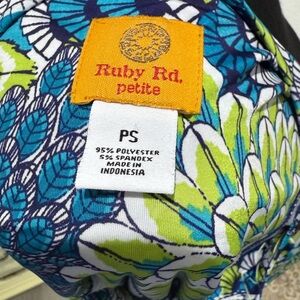 Ruby Rd.
petite
PS
95% POLYESTER
5% SPANDEX
MADE IN
INDONESIA